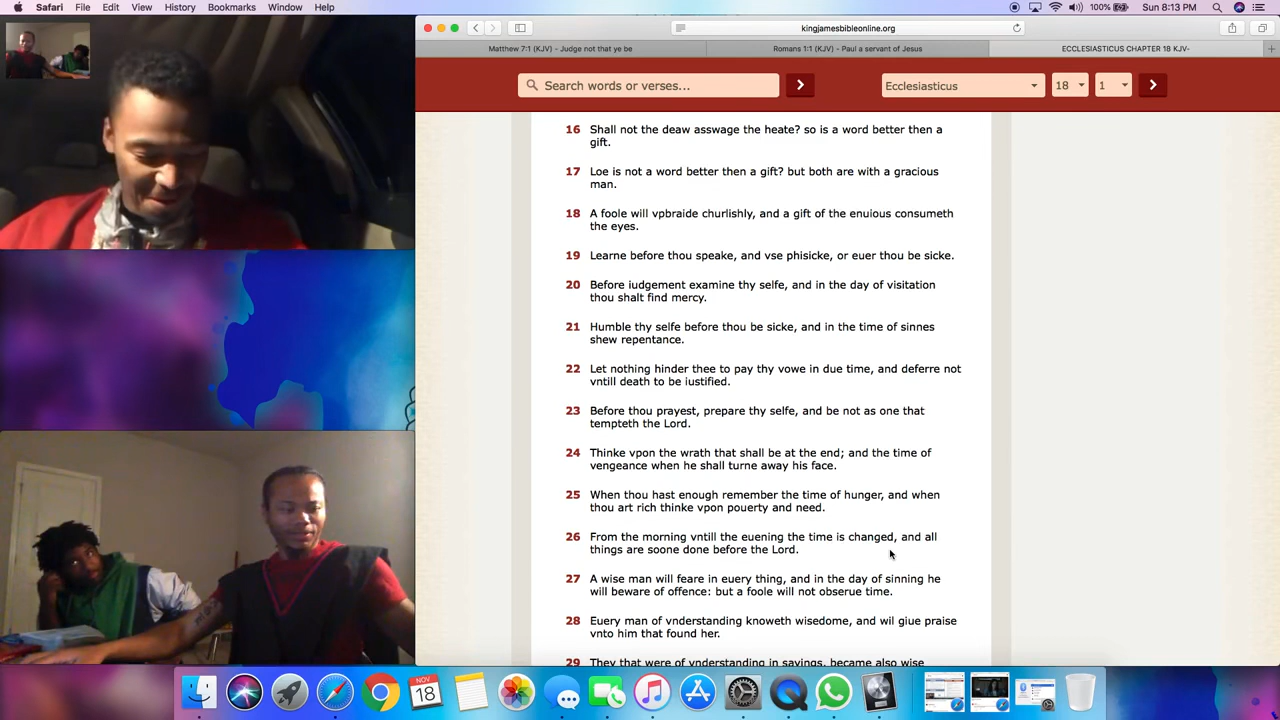 Safari File Edit View History Bookmarks Window Help
100% Sun 8:13 PM
kingjamesbibleonline.org
Matthew 7:1 (KJV) - Judge not that ye be
Romans 1:1 (KJV) - Paul a servant of Jesus
ECCLESIASTICUS CHAPTER 18 KJV-
Search words or verses...
Ecclesiasticus 18 1
16 Shall not the deaw asswage the heate? so is a word better then a
gift.
17 Loe is not a word better then a gift? but both are with a gracious
man.
18 A foole will vpbraide churlishly, and a gift of the enuious consumeth
the eyes.
19 Learne before thou speake, and vse phisicke, or euer thou be sicke.
20 Before iudgement examine thy selfe, and in the day of visitation
thou shalt find mercy.
21 Humble thy selfe before thou be sicke, and in the time of sinnes
shew repentance.
22 Let nothing hinder thee to pay thy vowe in due time, and deferre not
vntill death to be iustified.
23 Before thou prayest, prepare thy selfe, and be not as one that
tempteth the Lord.
24 Thinke vpon the wrath that shall be at the end; and the time of
vengeance when he shall turne away his face.
25 When thou hast enough remember the time of hunger, and when
thou art rich thinke vpon pouerty and need.
26 From the morning vntill the euening the time is changed, and all
things are soone done before the Lord.
27 A wise man will feare in euery thing, and in the day of sinning he
will beware of offence: but a foole will not obserue time.
28 Euery man of vnderstanding knoweth wisedome, and wil giue praise
vnto him that found her.
29 They that were of vnderstanding in sayings, became also wise
NOV
18